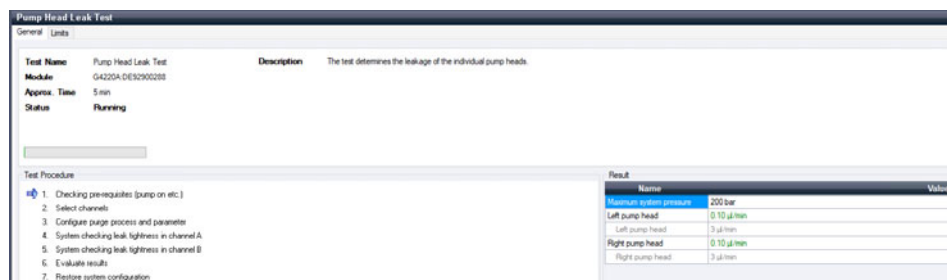 Pump Head Leak Test
General Limits
Test Name Pump Head Leak Test Description The test determines the leakage of the individual pump heads.
Module G4220A:DE92900288
Approx. Time 5 min
Status Running
Test Procedure
1. Checking pre-requisites (pump on etc.)
2. Select channels
3. Configure purge process and parameter
4. System checking leak tightness in channel A
5. System checking leak tightness in channel B
6. Evaluate results
7. Restore system configuration
Result
Name Value
Maximum system pressure 200 bar
Left pump head 0.10 µl/min
Left pump head 3 µl/min
Right pump head 0.10 µl/min
Right pump head 3 µl/min